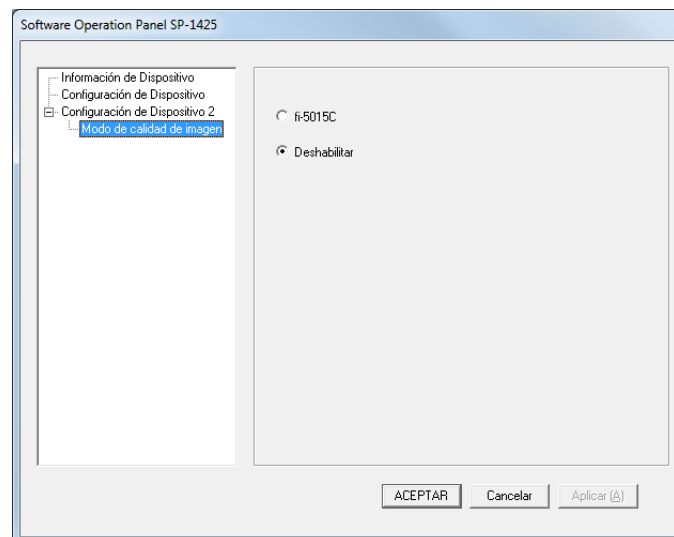 Software Operation Panel SP-1425
Información de Dispositivo
Configuración de Dispositivo
Configuración de Dispositivo 2
Modo de calidad de imagen
fi-5015C
Deshabilitar
ACEPTAR
Cancelar
Aplicar (A)